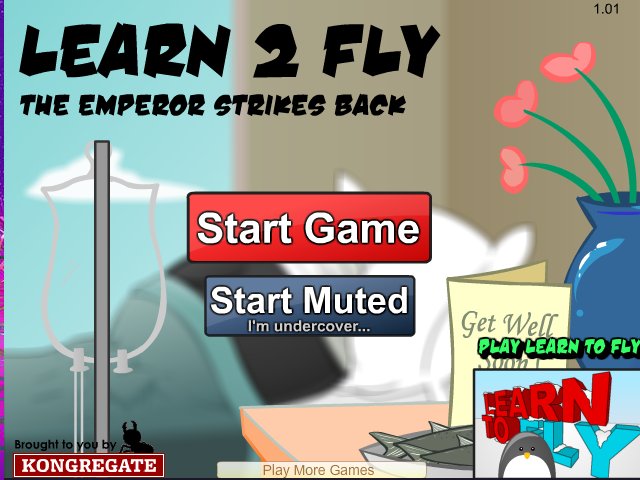 1.01
LEARN 2 FLY
THE EMPEROR STRIKES BACK
Start Game
Start Muted
I'm undercover...
Get Well
Soon!
PLAY LEARN TO FLY
LEARN
TO FLY
Brought to you by
KONGREGATE
Play More Games